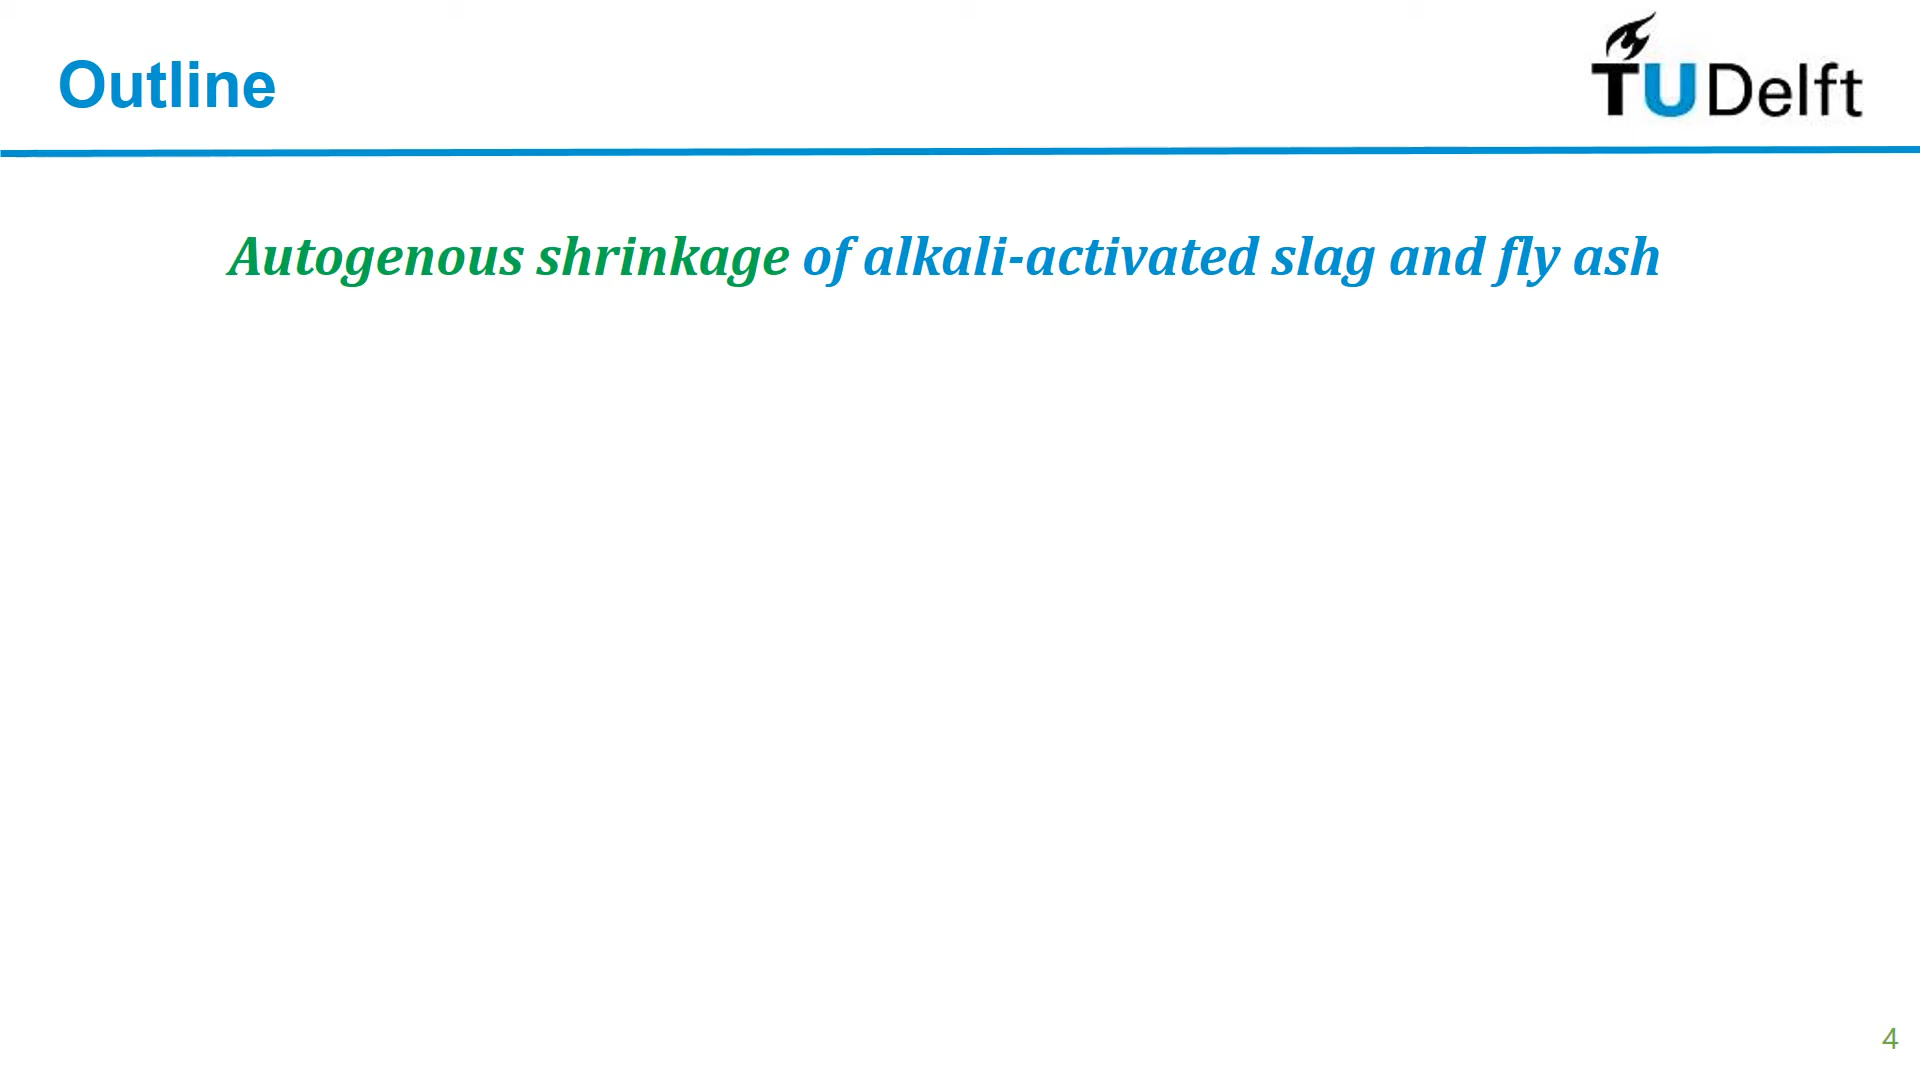 Outline
TUDelft
Autogenous shrinkage of alkali-activated slag and fly ash
4